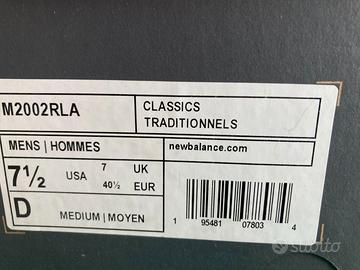 M2002RLA
CLASSICS
TRADITIONNELS
MENS | HOMMES
newbalance.com
7½ USA 7 UK
40½ EUR
D MEDIUM | MOYEN
1 95481 07803 4
subito